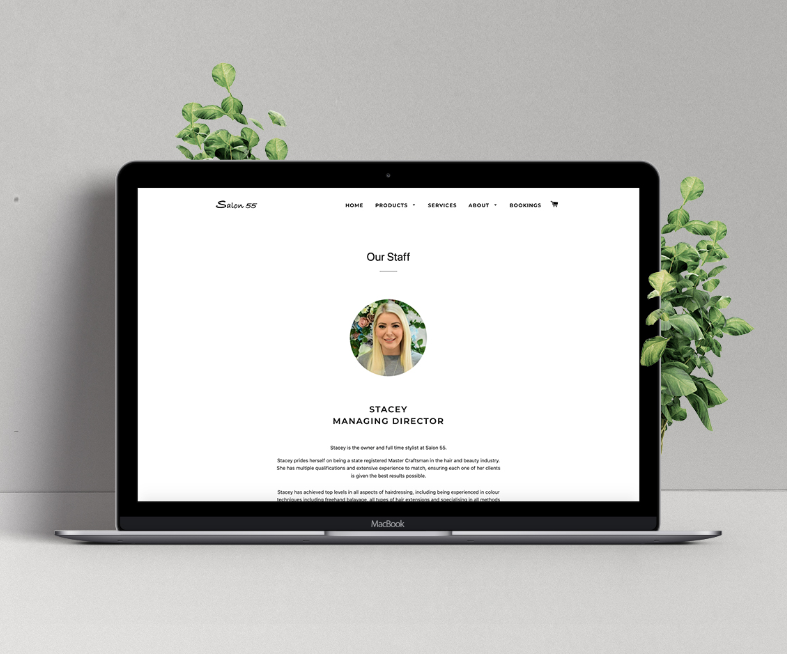 Salon 55
HOME PRODUCTS SERVICES ABOUT BOOKINGS
Our Staff
STACEY
MANAGING DIRECTOR
Stacey is the owner and full time stylist at Salon 55.
Stacey prides herself on being a state registered Master Craftsman in the hair and beauty industry.
She has multiple qualifications and extensive experience to match, ensuring each one of her clients
is given the best results possible.
Stacey has achieved top levels in all aspects of hairdressing, including being experienced in colour
techniques including freehand balayage, all types of hair extensions and specialising in all methods
MacBook